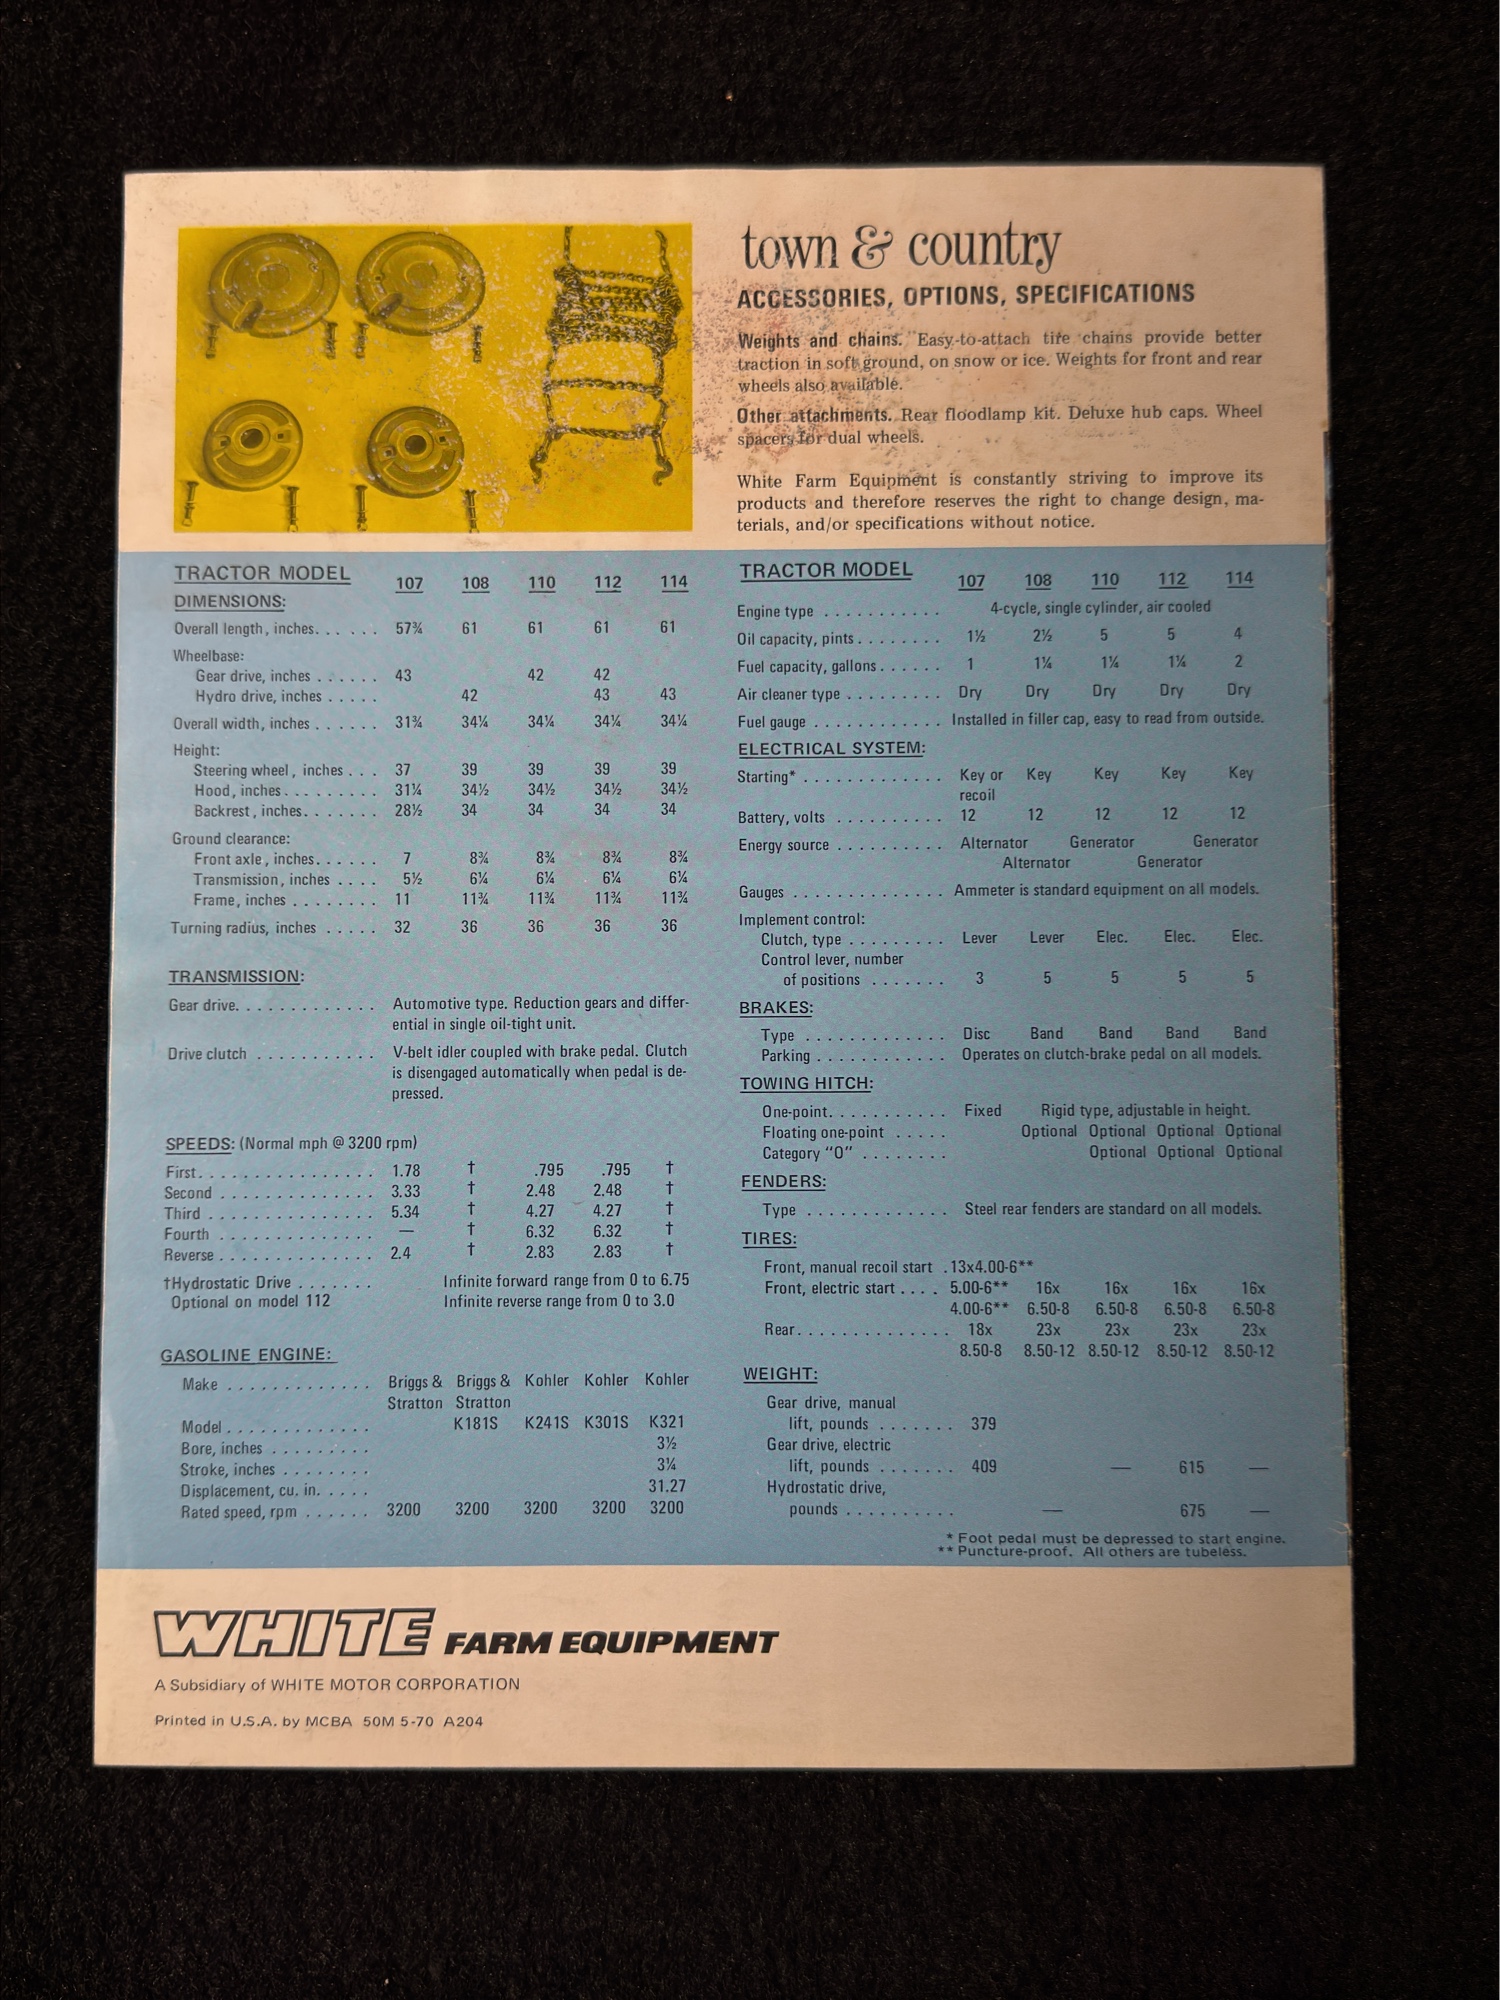 town & country
ACCESSORIES, OPTIONS, SPECIFICATIONS
Weights and chains. Easy-to-attach tire chains provide better
traction in soft ground, on snow or ice. Weights for front and rear
wheels also available.
Other attachments. Rear floodlamp kit. Deluxe hub caps. Wheel
spacers for dual wheels.
White Farm Equipment is constantly striving to improve its
products and therefore reserves the right to change design, ma-
terials, and/or specifications without notice.
TRACTOR MODEL 107 108 110 112 114
DIMENSIONS:
Overall length, inches. . . . . . 57¾ 61 61 61 61
Wheelbase:
Gear drive, inches . . . . . . 43 42 42
Hydro drive, inches . . . . . 42 43 43
Overall width, inches . . . . . . 31¾ 34¼ 34¼ 34¼ 34¼
Height:
Steering wheel, inches . . . 37 39 39 39 39
Hood, inches . . . . . . . . . 31¼ 34½ 34½ 34½ 34½
Backrest, inches. . . . . . . 28½ 34 34 34 34
Ground clearance:
Front axle, inches. . . . . . 7 8¾ 8¾ 8¾ 8¾
Transmission, inches . . . . 5½ 6¼ 6¼ 6¼ 6¼
Frame, inches . . . . . . . . 11 11¾ 11¾ 11¾ 11¾
Turning radius, inches . . . . . 32 36 36 36 36
TRANSMISSION:
Gear drive. . . . . . . . . . . . Automotive type. Reduction gears and differ-
ential in single oil-tight unit.
Drive clutch . . . . . . . . . . . V-belt idler coupled with brake pedal. Clutch
is disengaged automatically when pedal is de-
pressed.
SPEEDS: (Normal mph @ 3200 rpm)
First. . . . . . . . . . . . . . . . 1.78 † .795 .795 †
Second . . . . . . . . . . . . . . 3.33 † 2.48 2.48 †
Third . . . . . . . . . . . . . . . 5.34 † 4.27 4.27 †
Fourth . . . . . . . . . . . . . . — † 6.32 6.32 †
Reverse . . . . . . . . . . . . . . 2.4 † 2.83 2.83 †
†Hydrostatic Drive . . . . . . . Infinite forward range from 0 to 6.75
Optional on model 112 Infinite reverse range from 0 to 3.0
GASOLINE ENGINE:
Make . . . . . . . . . . . . . Briggs & Briggs & Kohler Kohler Kohler
Stratton Stratton
Model . . . . . . . . . . . . . K181S K241S K301S K321
Bore, inches . . . . . . . . . 3½
Stroke, inches . . . . . . . . 3¼
Displacement, cu. in. . . . . 31.27
Rated speed, rpm . . . . . . 3200 3200 3200 3200 3200
TRACTOR MODEL 107 108 110 112 114
Engine type . . . . . . . . . . . 4-cycle, single cylinder, air cooled
Oil capacity, pints . . . . . . . . 1½ 2½ 5 5 4
Fuel capacity, gallons . . . . . . 1 1¼ 1¼ 1¼ 2
Air cleaner type . . . . . . . . . Dry Dry Dry Dry Dry
Fuel gauge . . . . . . . . . . . . Installed in filler cap, easy to read from outside.
ELECTRICAL SYSTEM:
Starting* . . . . . . . . . . . . . Key or Key Key Key Key
recoil
Battery, volts . . . . . . . . . . 12 12 12 12 12
Energy source . . . . . . . . . . Alternator Generator Generator
Alternator Generator
Gauges . . . . . . . . . . . . . . Ammeter is standard equipment on all models.
Implement control:
Clutch, type . . . . . . . . . Lever Lever Elec. Elec. Elec.
Control lever, number
of positions . . . . . . . 3 5 5 5 5
BRAKES:
Type . . . . . . . . . . . . . Disc Band Band Band Band
Parking . . . . . . . . . . . . Operates on clutch-brake pedal on all models.
TOWING HITCH:
One-point. . . . . . . . . . . Fixed Rigid type, adjustable in height.
Floating one-point . . . . . Optional Optional Optional Optional
Category "0" . . . . . . . . Optional Optional Optional
FENDERS:
Type . . . . . . . . . . . . . Steel rear fenders are standard on all models.
TIRES:
Front, manual recoil start . 13x4.00-6**
Front, electric start . . . . 5.00-6** 16x 16x 16x 16x
4.00-6** 6.50-8 6.50-8 6.50-8 6.50-8
Rear. . . . . . . . . . . . . . 18x 23x 23x 23x 23x
8.50-8 8.50-12 8.50-12 8.50-12 8.50-12
WEIGHT:
Gear drive, manual
lift, pounds . . . . . . . 379
Gear drive, electric
lift, pounds . . . . . . . 409 — 615 —
Hydrostatic drive,
pounds . . . . . . . . . . — 675 —
* Foot pedal must be depressed to start engine.
** Puncture-proof. All others are tubeless.
WHITE FARM EQUIPMENT
A Subsidiary of WHITE MOTOR CORPORATION
Printed in U.S.A. by MCBA 50M 5-70 A204